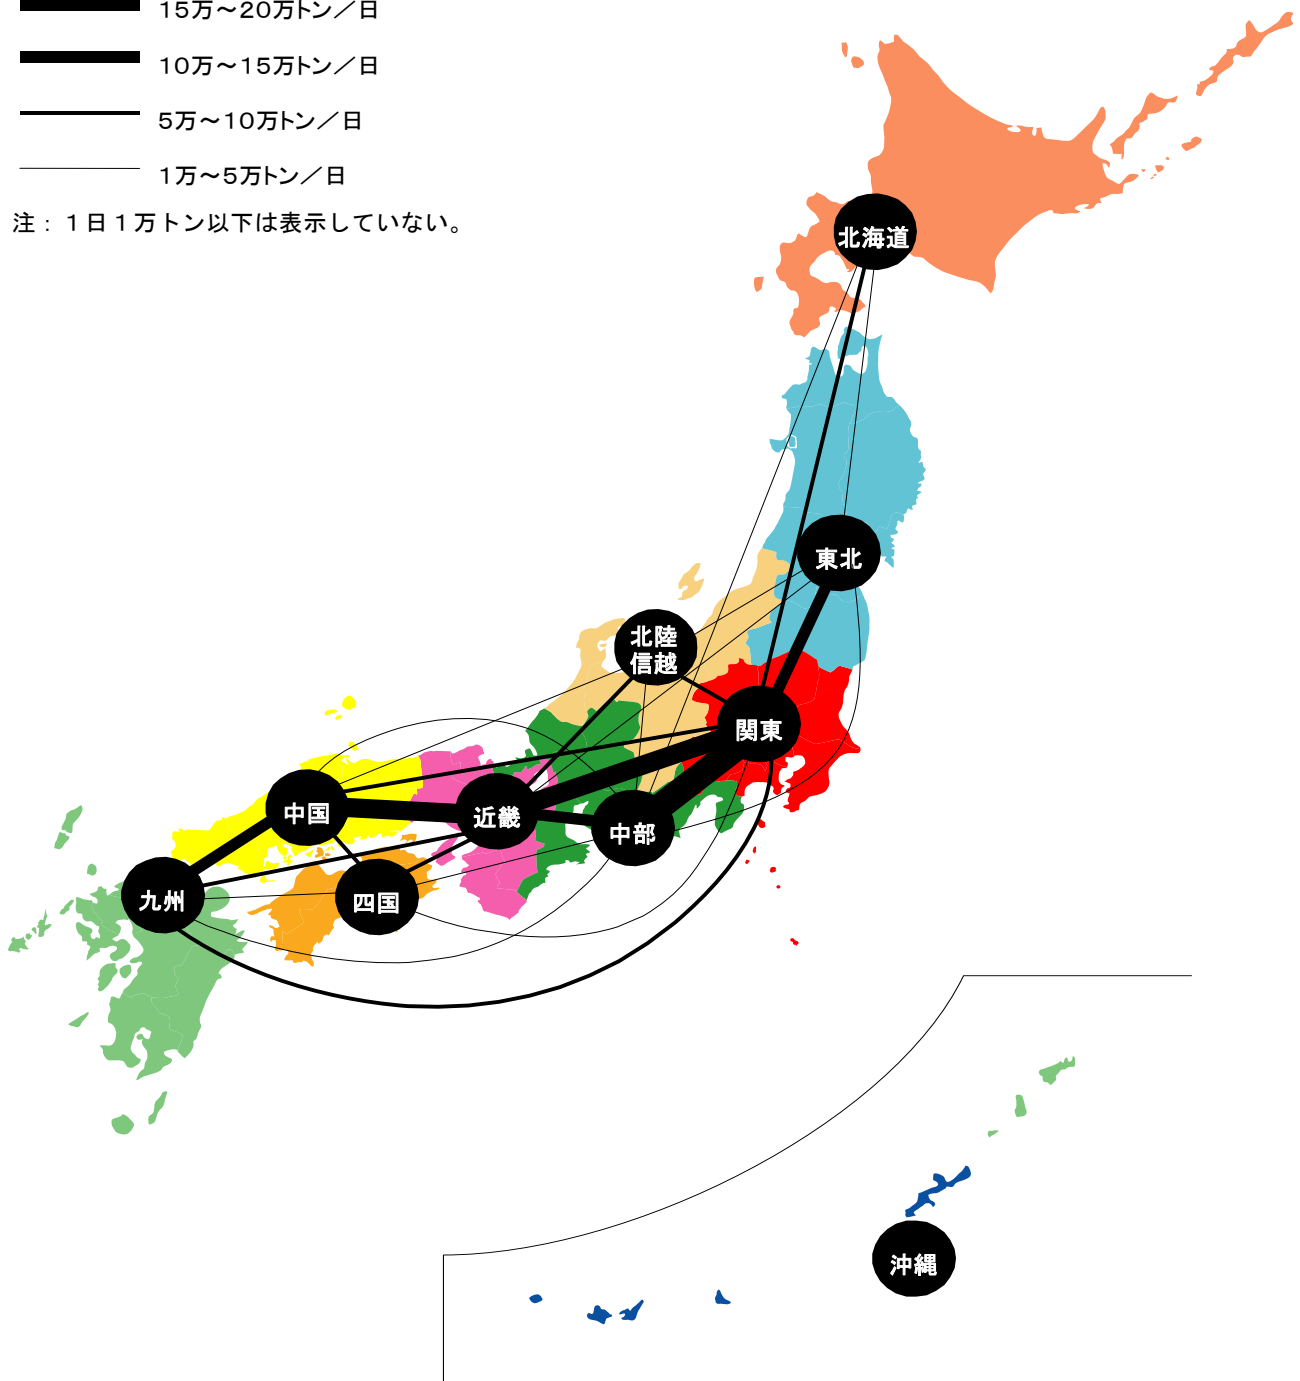 15万～20万トン／日
10万～15万トン／日
5万～10万トン／日
1万～5万トン／日
注：１日１万トン以下は表示していない。
北海道
東北
北陸
信越
関東
中国
近畿
中部
九州
四国
沖縄